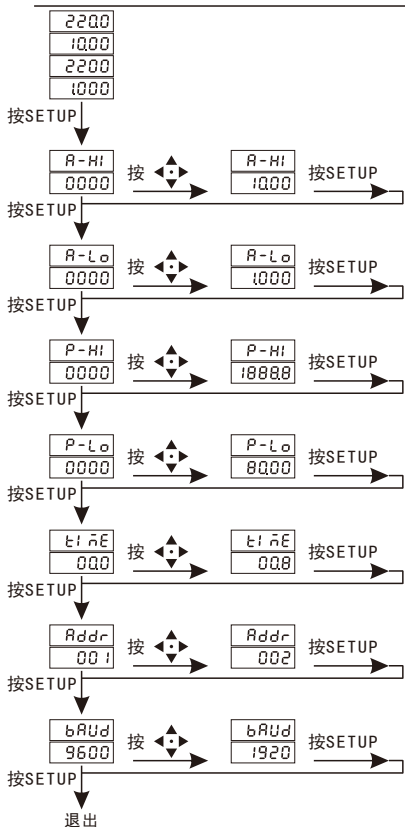 220.0
10.00
2200
1.000
按SETUP
A-HI 按 A-HI 按SETUP
0000 10.00
按SETUP
A-Lo 按 A-Lo 按SETUP
0000 1.000
按SETUP
P-HI 按 P-HI 按SETUP
0000 1888.8
按SETUP
P-Lo 按 P-Lo 按SETUP
0000 80.00
按SETUP
tImE 按 tImE 按SETUP
00.0 00.8
按SETUP
Addr 按 Addr 按SETUP
001 002
按SETUP
bAUd 按 bAUd 按SETUP
9600 1920
按SETUP
退出